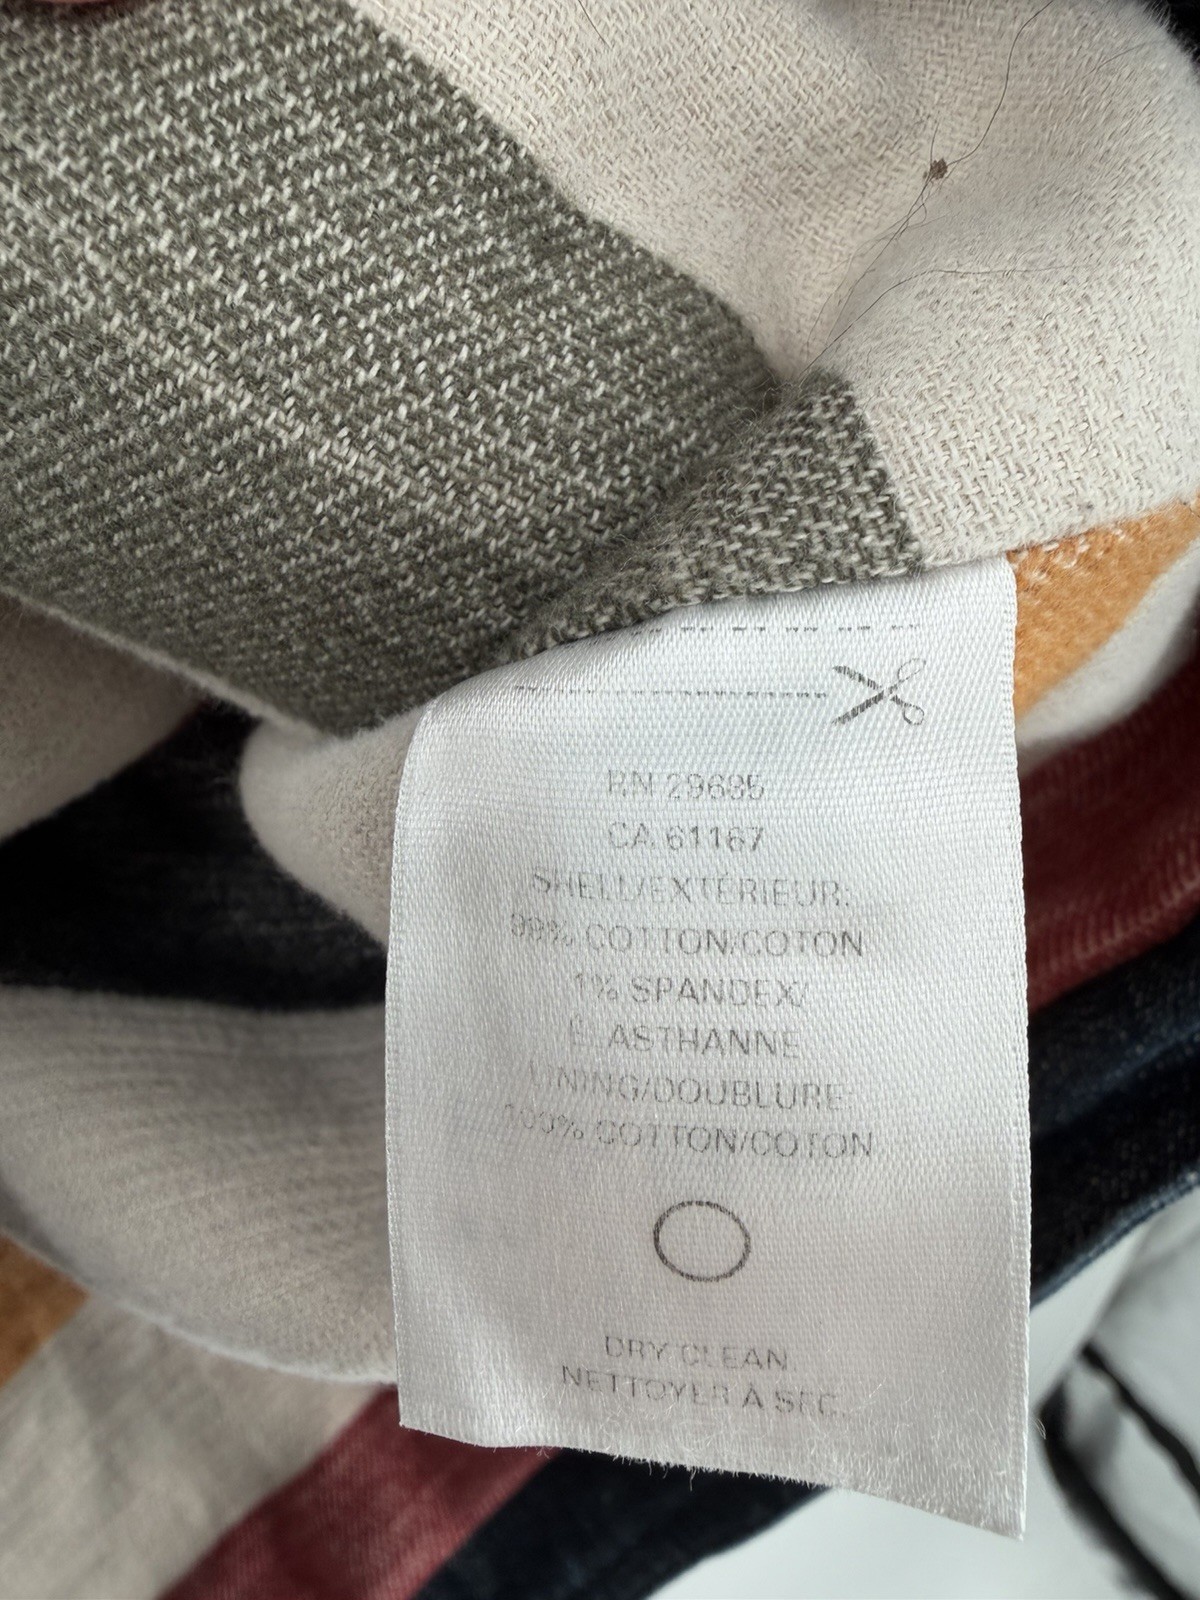 RN 29685
CA 61167
SHELL/EXTÉRIEUR:
99% COTTON/COTON
1% SPANDEX/
ÉLASTHANNE
LINING/DOUBLURE:
100% COTTON/COTON
DRY CLEAN
NETTOYER À SEC